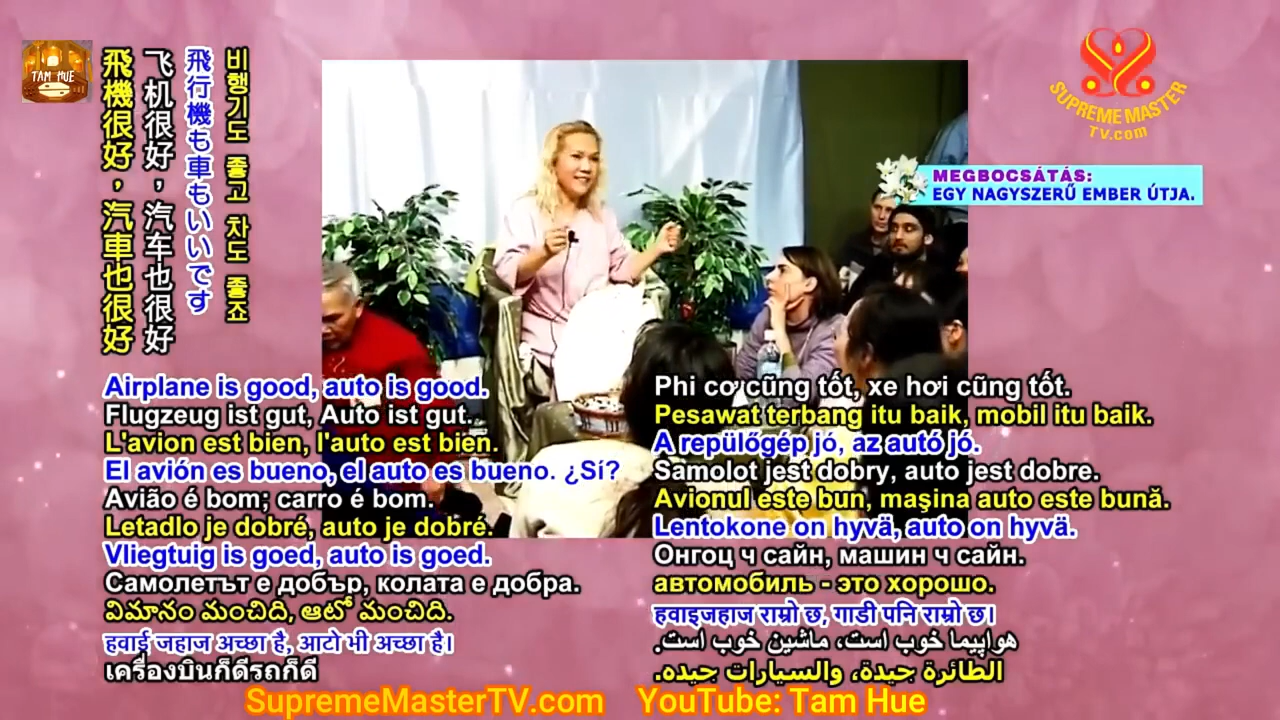 TAM HUE
飛機很好，汽車也很好
飞机很好，汽车也很好
飛行機も車もいいです
비행기도 좋고 차도 좋죠
SUPREME MASTER
TV.com
MEGBOCSÁTÁS:
EGY NAGYSZERŰ EMBER ÚTJA.
Airplane is good, auto is good.
Flugzeug ist gut, Auto ist gut.
L'avion est bien, l'auto est bien.
El avión es bueno, el auto es bueno. ¿Sí?
Avião é bom; carro é bom.
Letadlo je dobré, auto je dobré.
Vliegtuig is goed, auto is goed.
Самолетът е добър, колата е добра.
విమానం మంచిది, ఆటో మంచిది.
हवाई जहाज अच्छा है, आटो भी अच्छा है।
เครื่องบินก็ดีรถก็ดี
Phi cơ cũng tốt, xe hơi cũng tốt.
Pesawat terbang itu baik, mobil itu baik.
A repülőgép jó, az autó jó.
Samolot jest dobry, auto jest dobre.
Avionul este bun, maşina auto este bună.
Lentokone on hyvä, auto on hyvä.
Онгоц ч сайн, машин ч сайн.
автомобиль - это хорошо.
हवाइजहाज राम्रो छ, गाडी पनि राम्रो छ।
هواپیما خوب است، ماشین خوب است.
الطائرة جيدة، والسيارات جيده.
SupremeMasterTV.com YouTube: Tam Hue